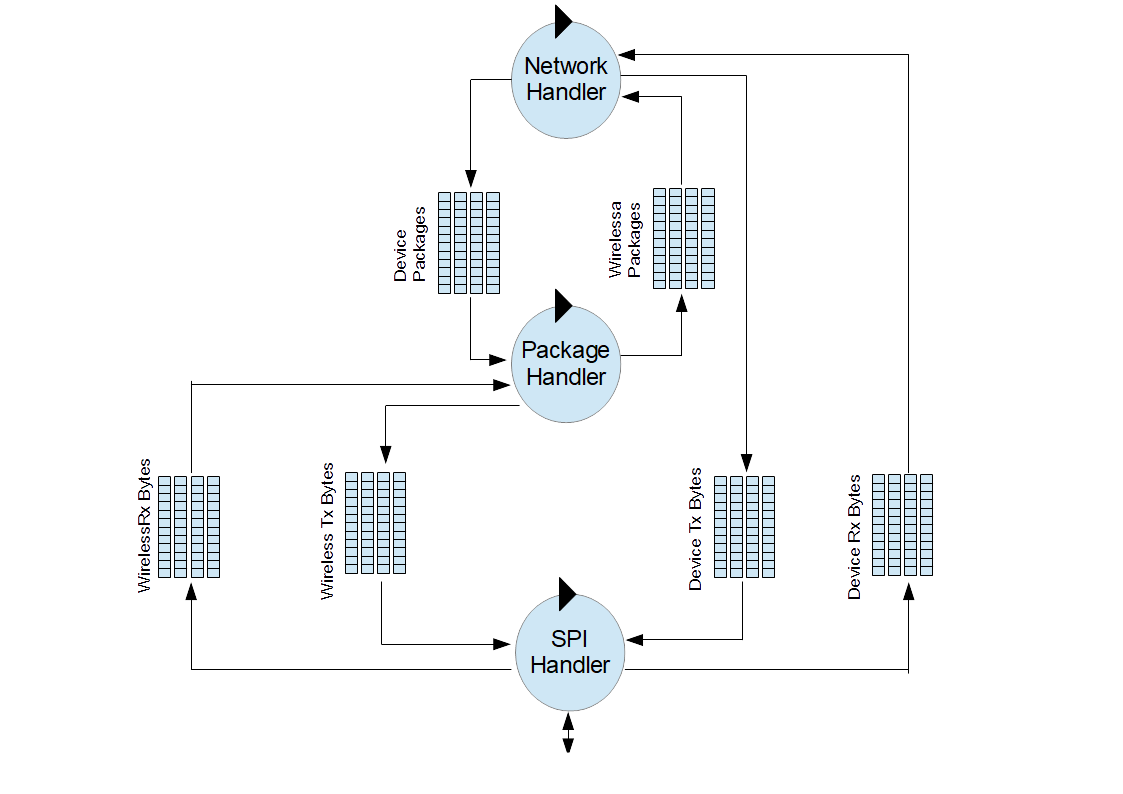 Network
Handler
Device
Packages
Wirelessa
Packages
Package
Handler
WirelessRx Bytes
Wireless Tx Bytes
Device Tx Bytes
Device Rx Bytes
SPI
Handler